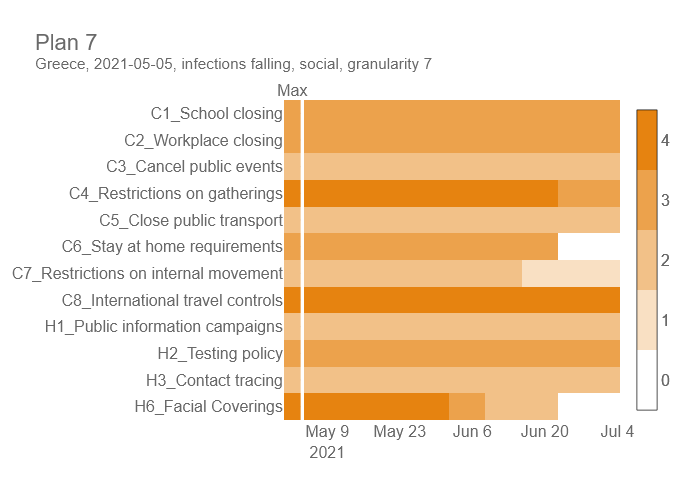 Plan 7
Greece, 2021-05-05, infections falling, social, granularity 7
Max
C1_School closing
C2_Workplace closing
C3_Cancel public events
C4_Restrictions on gatherings
C5_Close public transport
C6_Stay at home requirements
C7_Restrictions on internal movement
C8_International travel controls
H1_Public information campaigns
H2_Testing policy
H3_Contact tracing
H6_Facial Coverings
4
3
2
1
0
May 9 May 23 Jun 6 Jun 20 Jul 4
2021